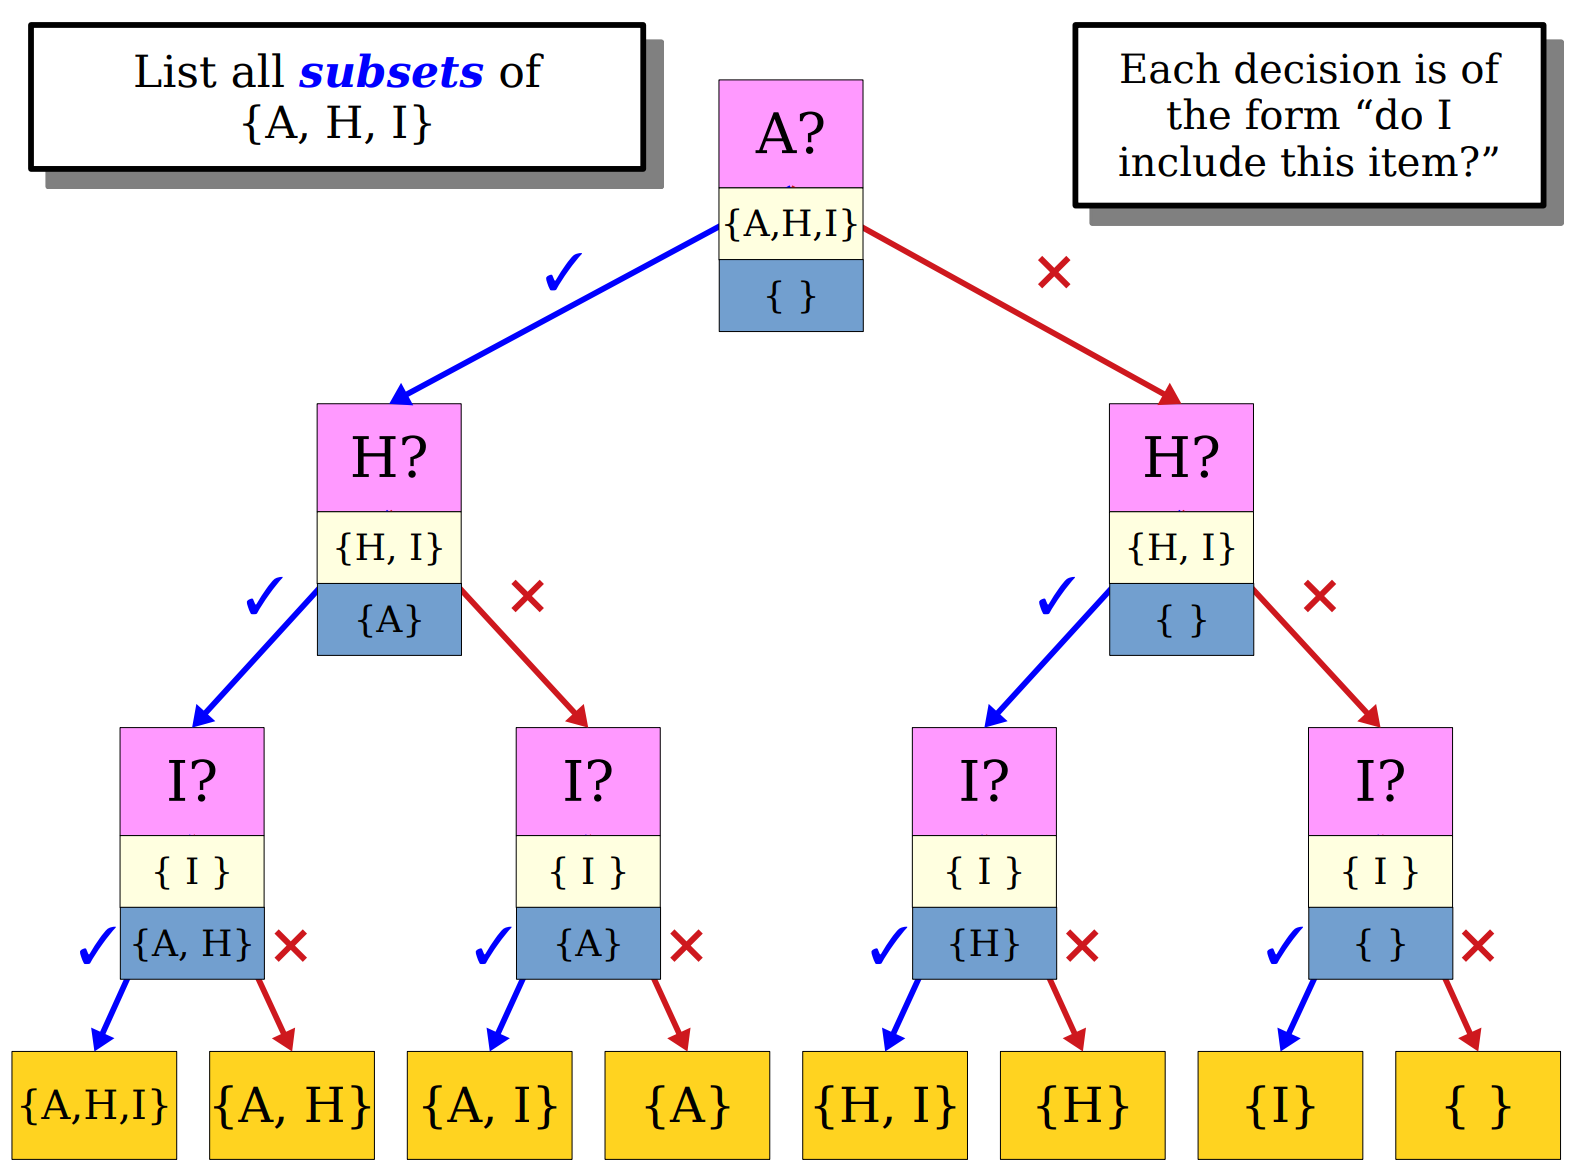 List all subsets of
{A, H, I}
Each decision is of
the form “do I
include this item?”
A?
{A,H,I}
{ }
✓
×
H?
{H, I}
{A}
✓
×
H?
{H, I}
{ }
✓
×
I?
{ I }
{A, H}
✓
×
I?
{ I }
{A}
✓
×
I?
{ I }
{H}
✓
×
I?
{ I }
{ }
✓
×
{A,H,I}
{A, H}
{A, I}
{A}
{H, I}
{H}
{I}
{ }